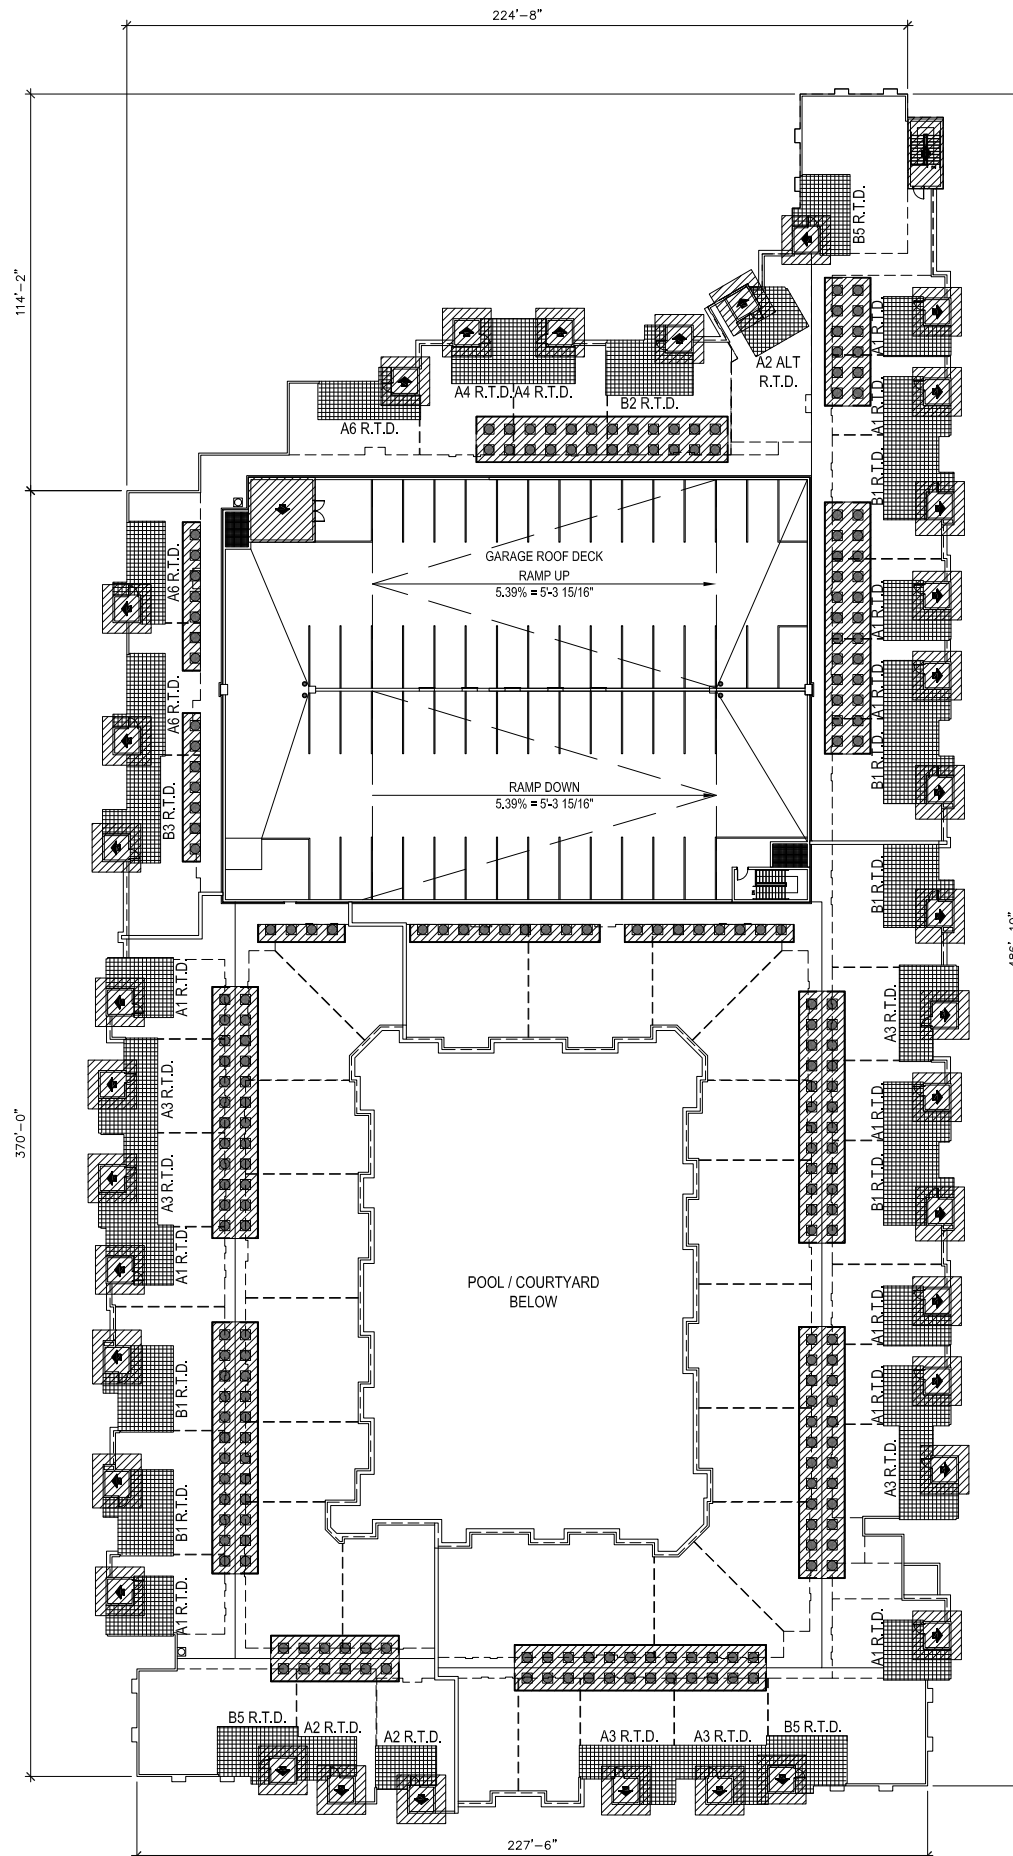 224'-8"
114'-2"
B5 R.T.D.
A1 R.T.D.
A2 ALT
R.T.D.
A4 R.T.D.
A4 R.T.D.
A6 R.T.D.
B2 R.T.D.
A1 R.T.D.
B1 R.T.D.
GARAGE ROOF DECK
RAMP UP
5.39% = 5'-3 15/16"
A6 R.T.D.
A1 R.T.D.
A6 R.T.D.
A1 R.T.D.
B1 R.T.D.
RAMP DOWN
5.39% = 5'-3 15/16"
B3 R.T.D.
B1 R.T.D.
486'-10"
A1 R.T.D.
A3 R.T.D.
A3 R.T.D.
A1 R.T.D.
370'-0"
A3 R.T.D.
B1 R.T.D.
A1 R.T.D.
POOL / COURTYARD
BELOW
A1 R.T.D.
B1 R.T.D.
A1 R.T.D.
A3 R.T.D.
B1 R.T.D.
A1 R.T.D.
A1 R.T.D.
B5 R.T.D.
A2 R.T.D.
A2 R.T.D.
A3 R.T.D.
A3 R.T.D.
B5 R.T.D.
227'-6"